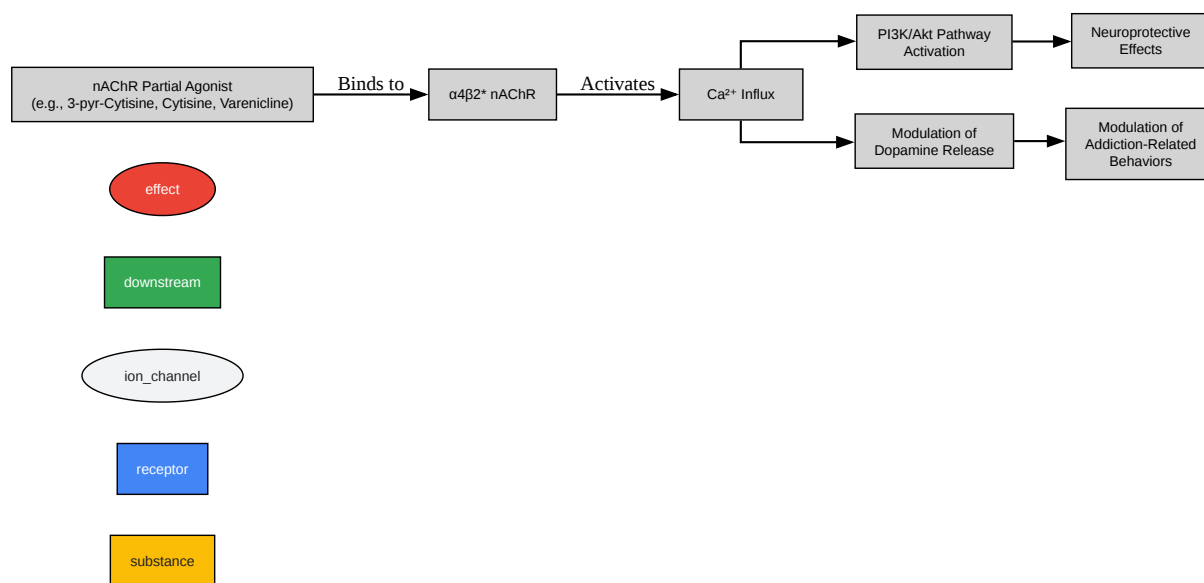 nAChR Partial Agonist
(e.g., 3-pyr-Cytisine, Cytisine, Varenicline)
Binds to
α4β2* nAChR
Activates
Ca²⁺ Influx
PI3K/Akt Pathway
Activation
Neuroprotective
Effects
Modulation of
Dopamine Release
Modulation of
Addiction-Related
Behaviors
effect
downstream
ion_channel
receptor
substance